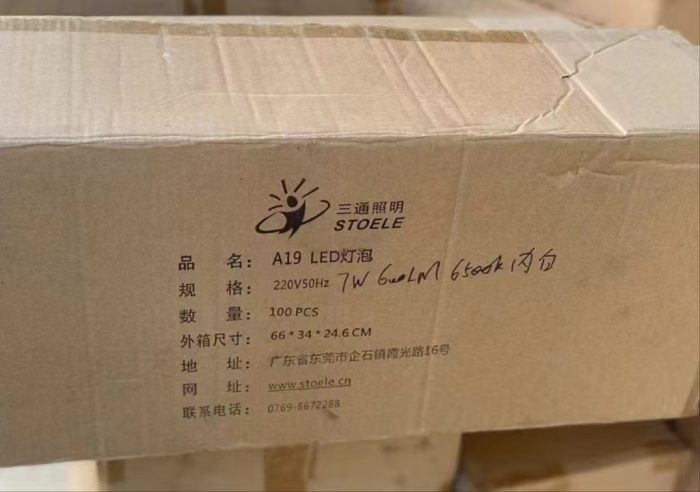 三通照明
STOELE
品 名: A19 LED灯泡
规 格: 220V50Hz 7W 600LM 6500K 内白
数 量: 100 PCS
外箱尺寸: 66 * 34 * 24.6 CM
地 址: 广东省东莞市企石镇霞光路16号
网 址: www.stoele.cn
联系电话: 0769-8672288